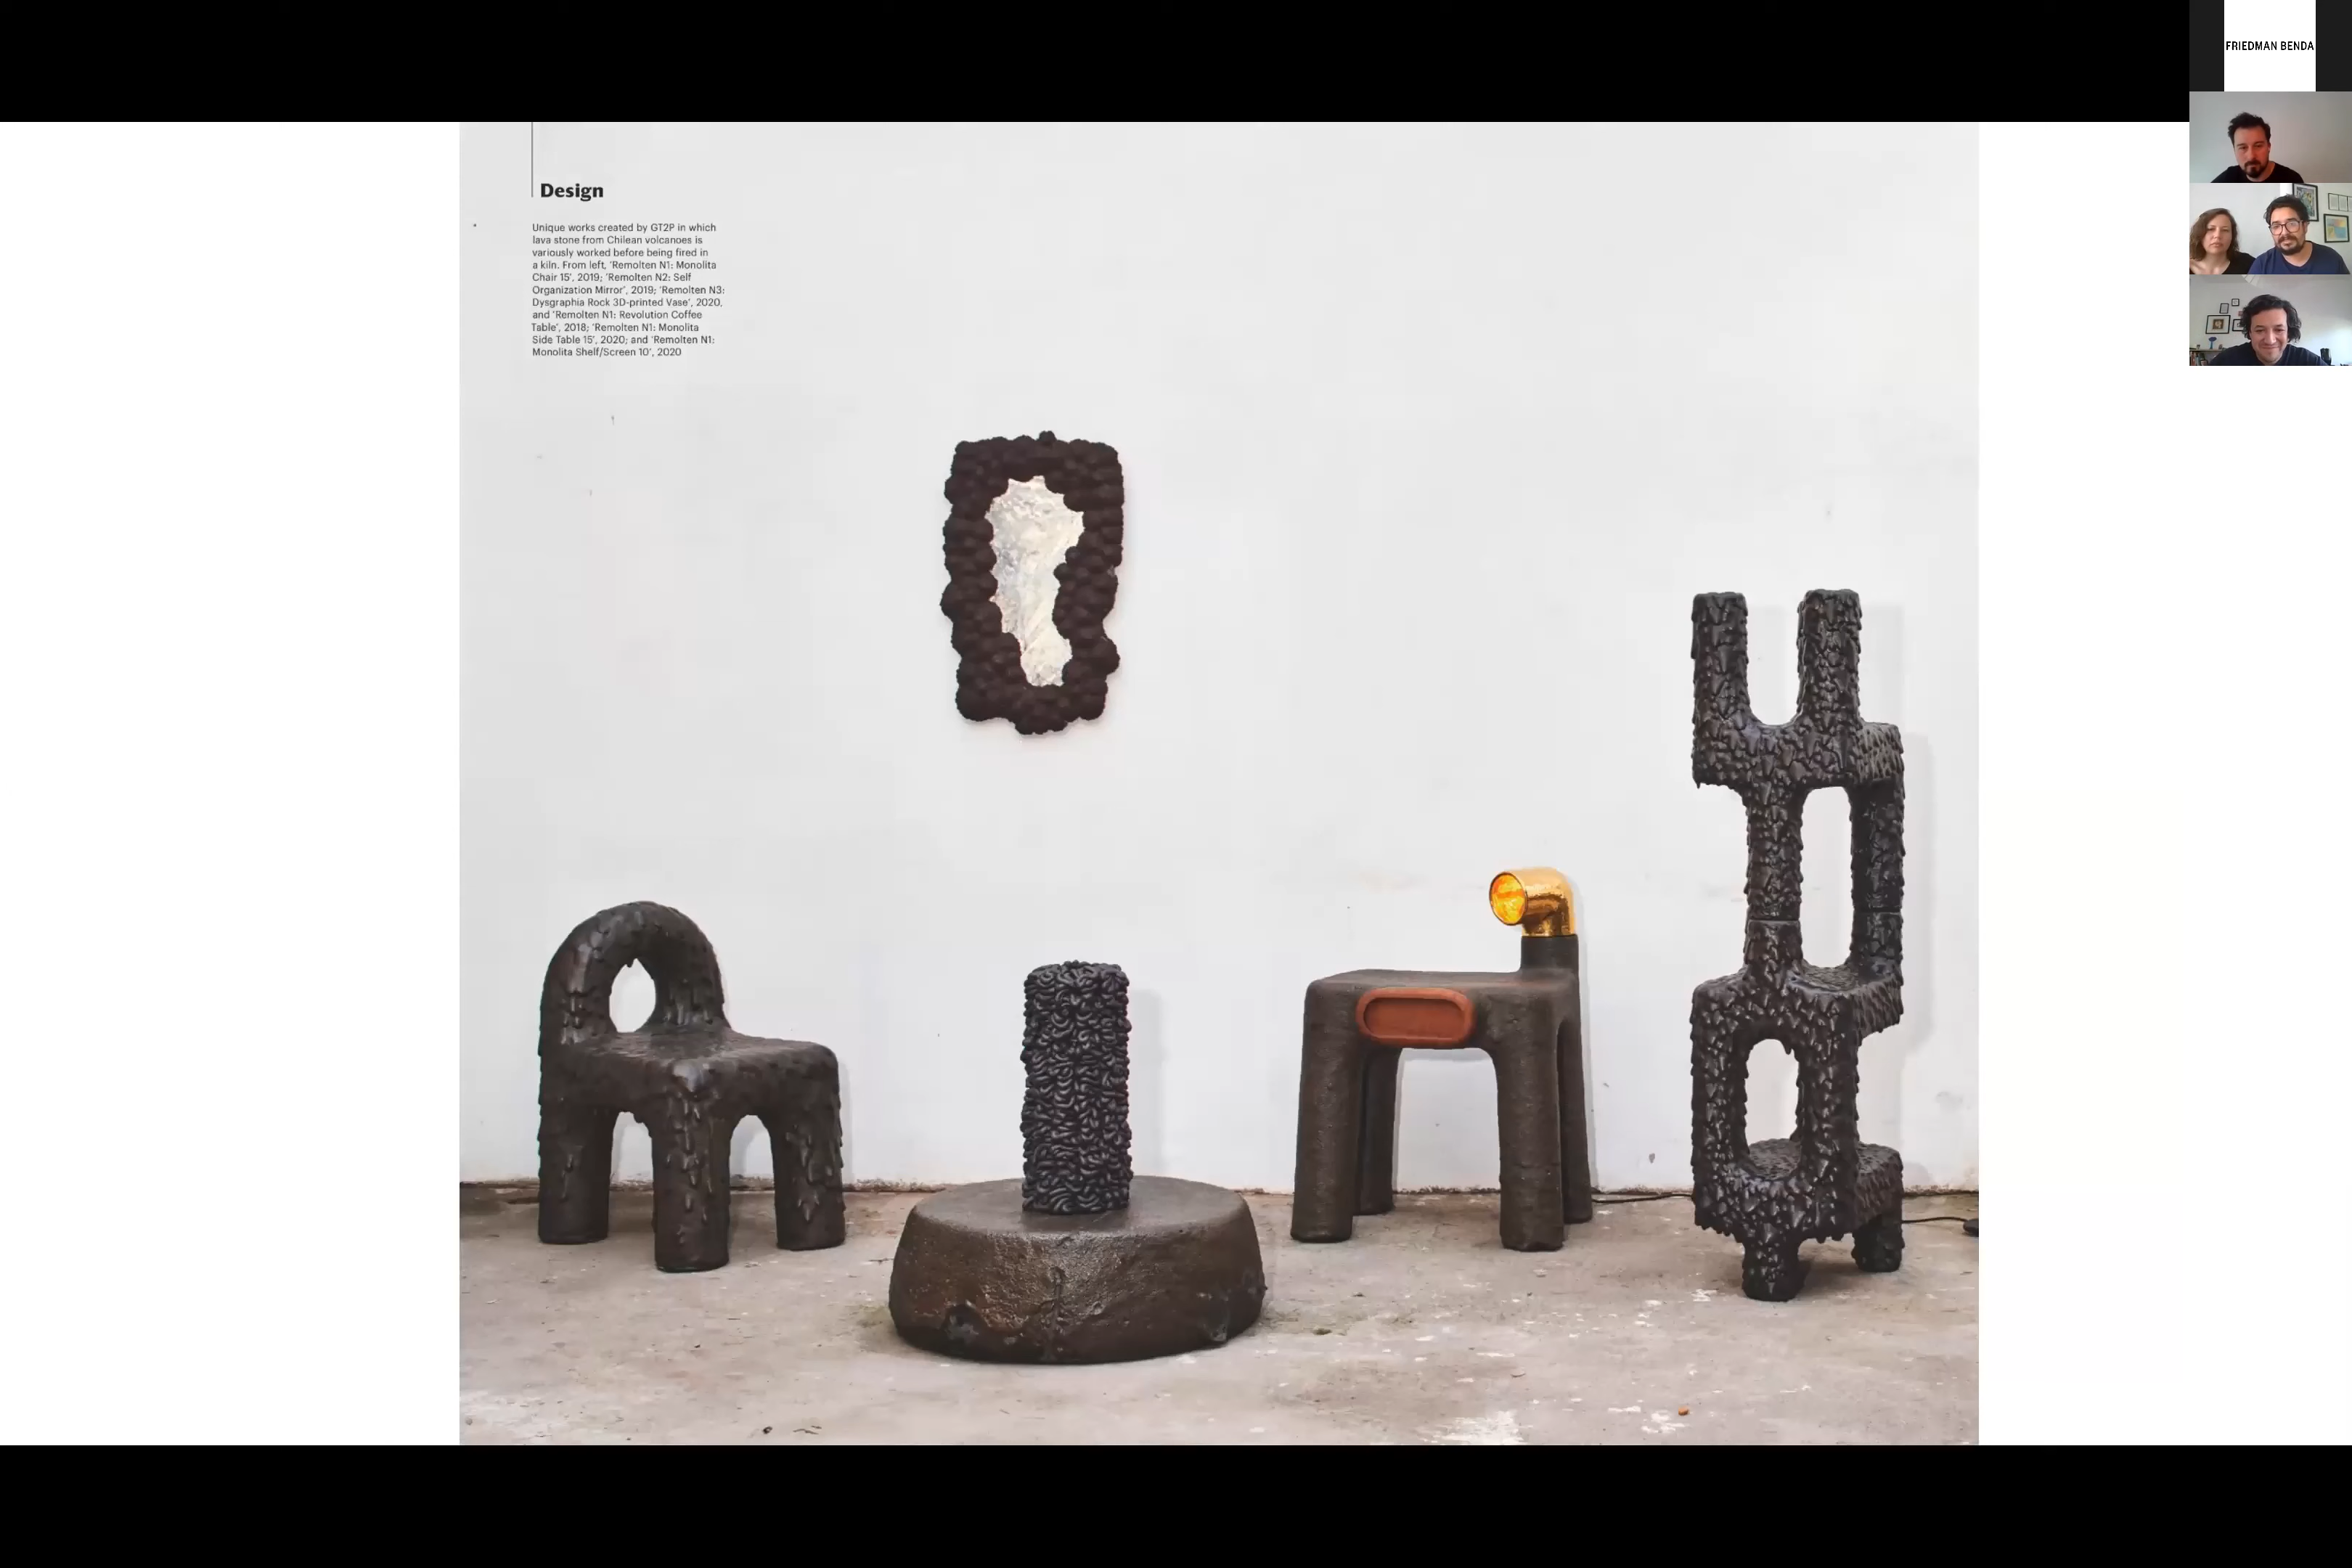 FRIEDMAN BENDA
Design
Unique works created by GT2P in which
lava stone from Chilean volcanoes is
variously worked before being fired in
a kiln. From left, 'Remolten N1: Monolita
Chair 15', 2019; 'Remolten N2: Self
Organization Mirror', 2019; 'Remolten N3:
Dysgraphia Rock 3D-printed Vase', 2020,
and 'Remolten N1: Revolution Coffee
Table', 2018; 'Remolten N1: Monolita
Side Table 15', 2020; and 'Remolten N1:
Monolita Shelf/Screen 10', 2020